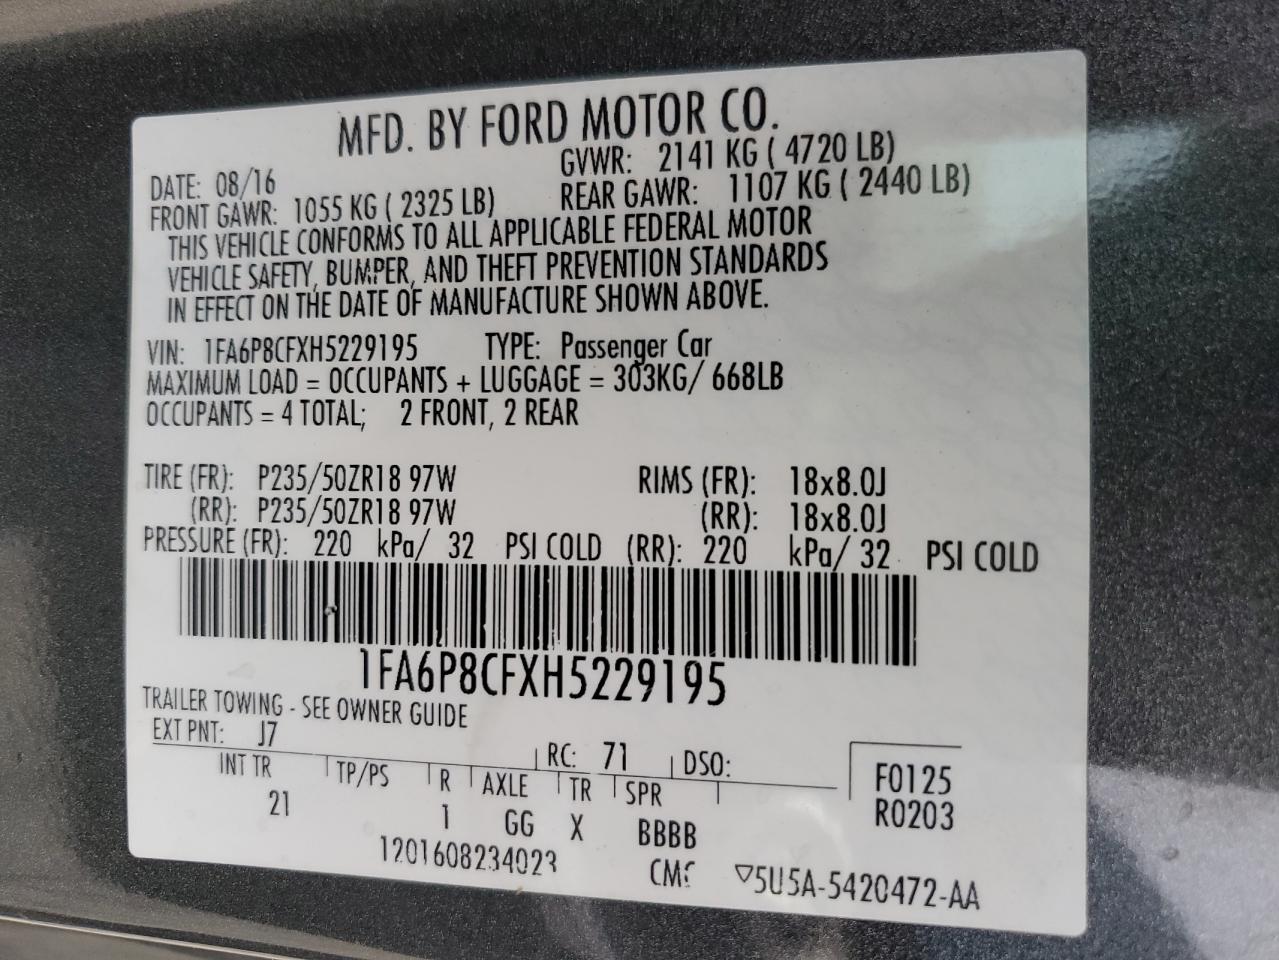 MFD. BY FORD MOTOR CO.
DATE: 08/16 GVWR: 2141 KG ( 4720 LB)
FRONT GAWR: 1055 KG ( 2325 LB) REAR GAWR: 1107 KG ( 2440 LB)
THIS VEHICLE CONFORMS TO ALL APPLICABLE FEDERAL MOTOR
VEHICLE SAFETY, BUMPER, AND THEFT PREVENTION STANDARDS
IN EFFECT ON THE DATE OF MANUFACTURE SHOWN ABOVE.
VIN: 1FA6P8CFXH5229195 TYPE: Passenger Car
MAXIMUM LOAD = OCCUPANTS + LUGGAGE = 303KG/ 668LB
OCCUPANTS = 4 TOTAL; 2 FRONT, 2 REAR
TIRE (FR): P235/50ZR18 97W RIMS (FR): 18x8.0J
(RR): P235/50ZR18 97W (RR): 18x8.0J
PRESSURE (FR): 220 kPa/ 32 PSI COLD (RR): 220 kPa/ 32 PSI COLD
1FA6P8CFXH5229195
TRAILER TOWING - SEE OWNER GUIDE
EXT PNT: J7 RC: 71 DSO:
INT TR TP/PS R AXLE TR SPR F0125
21 1 GG X BBBB R0203
1201608234023 ▽5U5A-5420472-AA